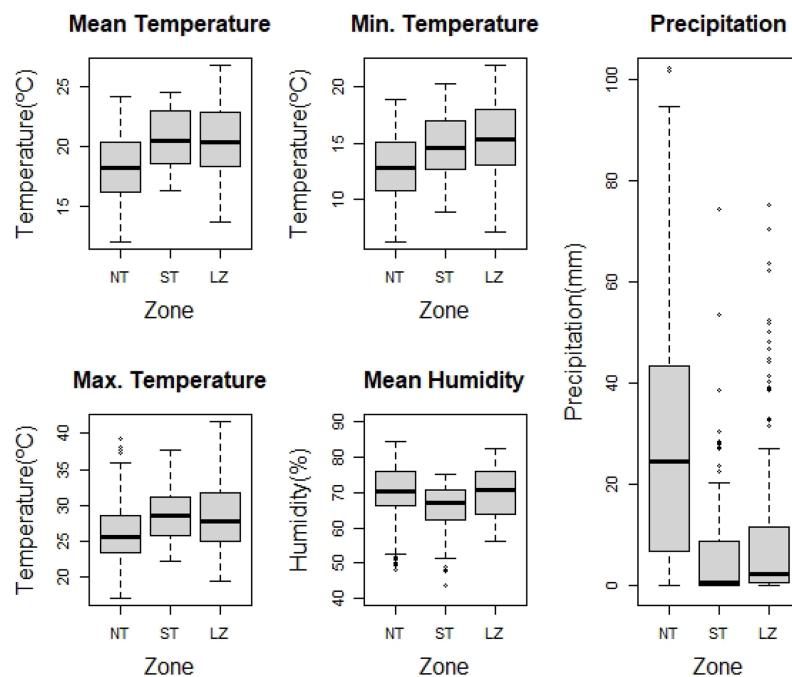 Mean Temperature
Temperature(ºC)
15
20
25
NT ST LZ
Zone
Min. Temperature
Temperature(ºC)
10
15
20
NT ST LZ
Zone
Precipitation
Precipitation(mm)
0
20
40
60
80
100
NT ST LZ
Zone
Max. Temperature
Temperature(ºC)
20
25
30
35
40
NT ST LZ
Zone
Mean Humidity
Humidity(%)
40
50
60
70
80
90
NT ST LZ
Zone